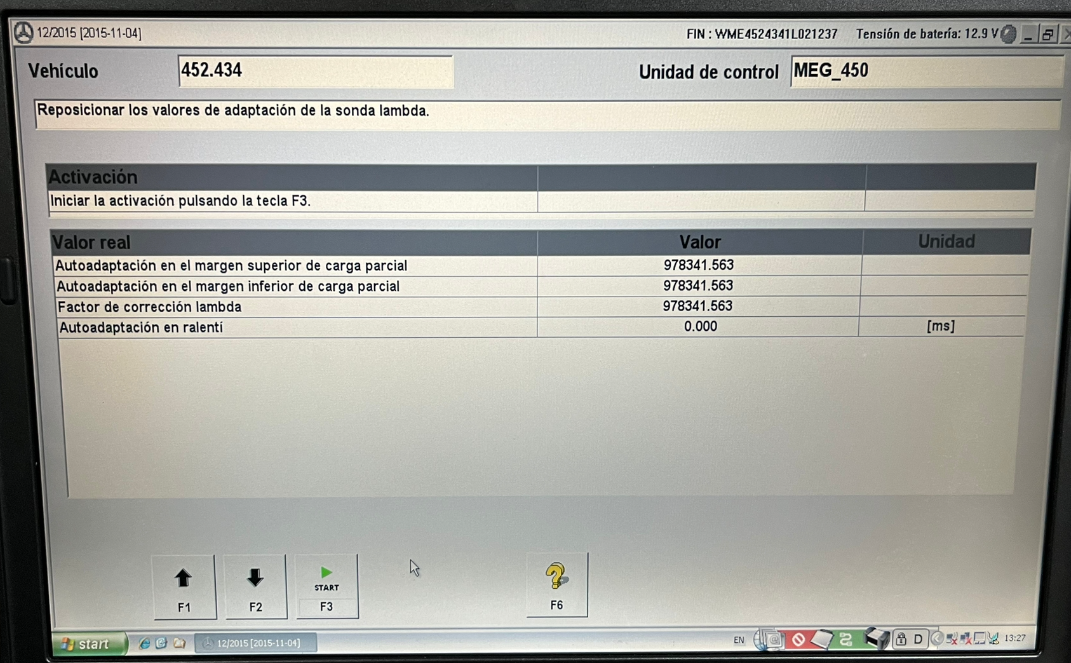 12/2015 [2015-11-04] FIN : WME4524341L021237 Tensión de batería: 12.9 V
Vehículo 452.434 Unidad de control MEG_450
Reposicionar los valores de adaptación de la sonda lambda.
Activación
Iniciar la activación pulsando la tecla F3.
Valor real Valor Unidad
Autoadaptación en el margen superior de carga parcial 978341.563
Autoadaptación en el margen inferior de carga parcial 978341.563
Factor de corrección lambda 978341.563
Autoadaptación en ralentí 0.000 [ms]
START
F1 F2 F3 F6
start 12/2015 [2015-11-04] EN D 13:27